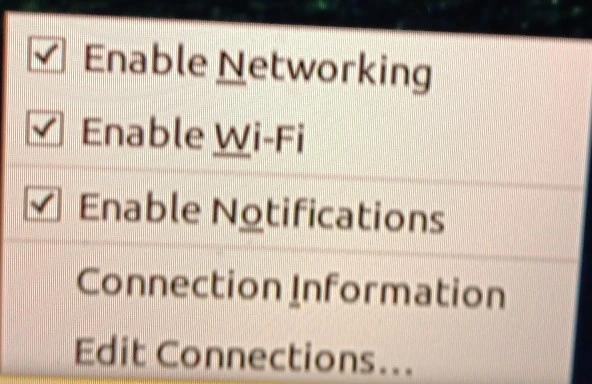 Enable Networking
Enable Wi-Fi
Enable Notifications
Connection Information
Edit Connections...